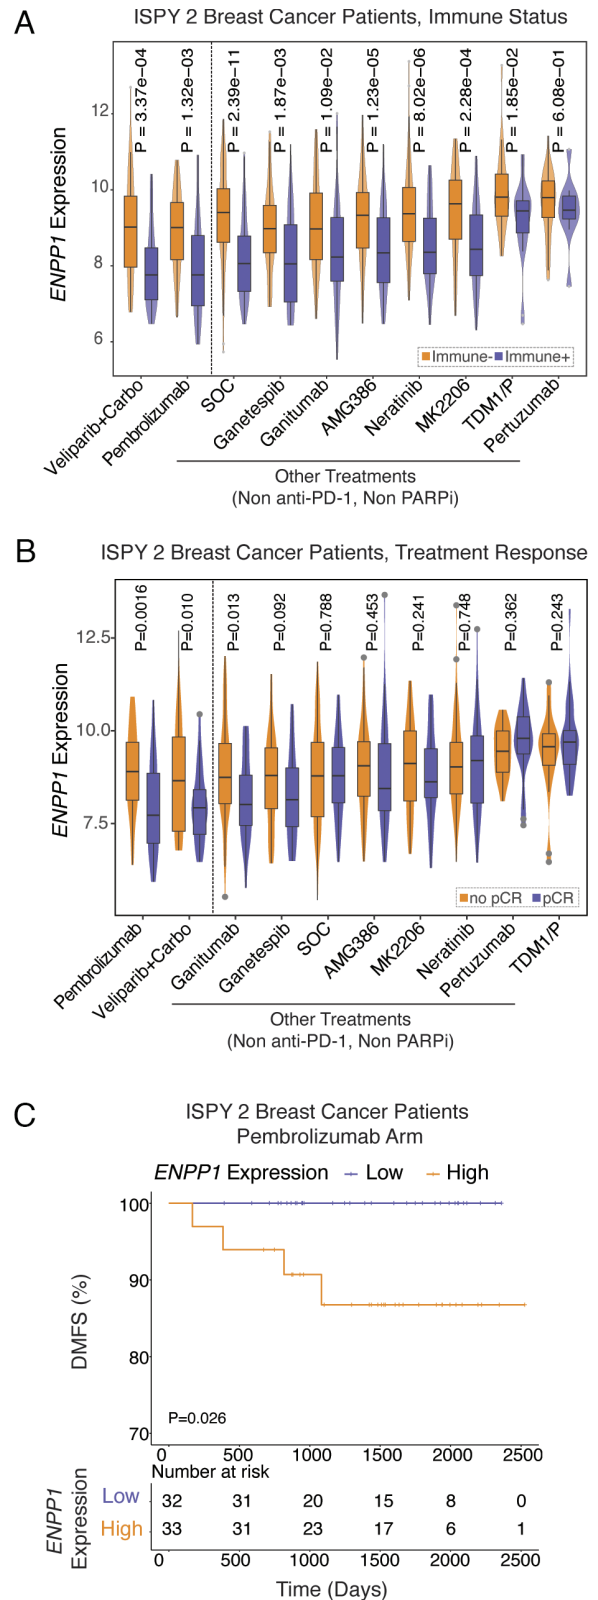 A
ISPY 2 Breast Cancer Patients, Immune Status
P = 3.37e−04
P = 1.32e−03
P = 2.39e−11
P = 1.87e−03
P = 1.09e−02
P = 1.23e−05
P = 8.02e−06
P = 2.28e−04
P = 1.85e−02
P = 6.08e−01
ENPP1 Expression
12
10
8
6
Immune- Immune+
Veliparib+Carbo
Pembrolizumab
SOC
Ganetespib
Ganitumab
AMG386
Neratinib
MK2206
TDM1/P
Pertuzumab
Other Treatments
(Non anti-PD-1, Non PARPi)
B
ISPY 2 Breast Cancer Patients, Treatment Response
P=0.0016
P=0.010
P=0.013
P=0.092
P=0.788
P=0.453
P=0.241
P=0.748
P=0.362
P=0.243
ENPP1 Expression
12.5
10.0
7.5
no pCR pCR
Pembrolizumab
Veliparib+Carbo
Ganitumab
Ganetespib
SOC
AMG386
MK2206
Neratinib
Pertuzumab
TDM1/P
Other Treatments
(Non anti-PD-1, Non PARPi)
C
ISPY 2 Breast Cancer Patients
Pembrolizumab Arm
ENPP1 Expression Low High
DMFS (%)
100
90
80
70
P=0.026
0 500 1000 1500 2000 2500
Number at risk
ENPP1
Expression
Low 32 31 20 15 8 0
High 33 31 23 17 6 1
0 500 1000 1500 2000 2500
Time (Days)